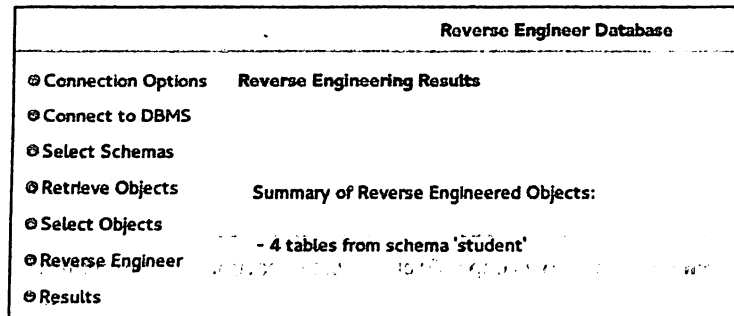 Reverse Engineer Database
Connection Options
Reverse Engineering Results
Connect to DBMS
Select Schemas
Retrieve Objects
Summary of Reverse Engineered Objects:
Select Objects
- 4 tables from schema 'student'
Reverse Engineer
Results